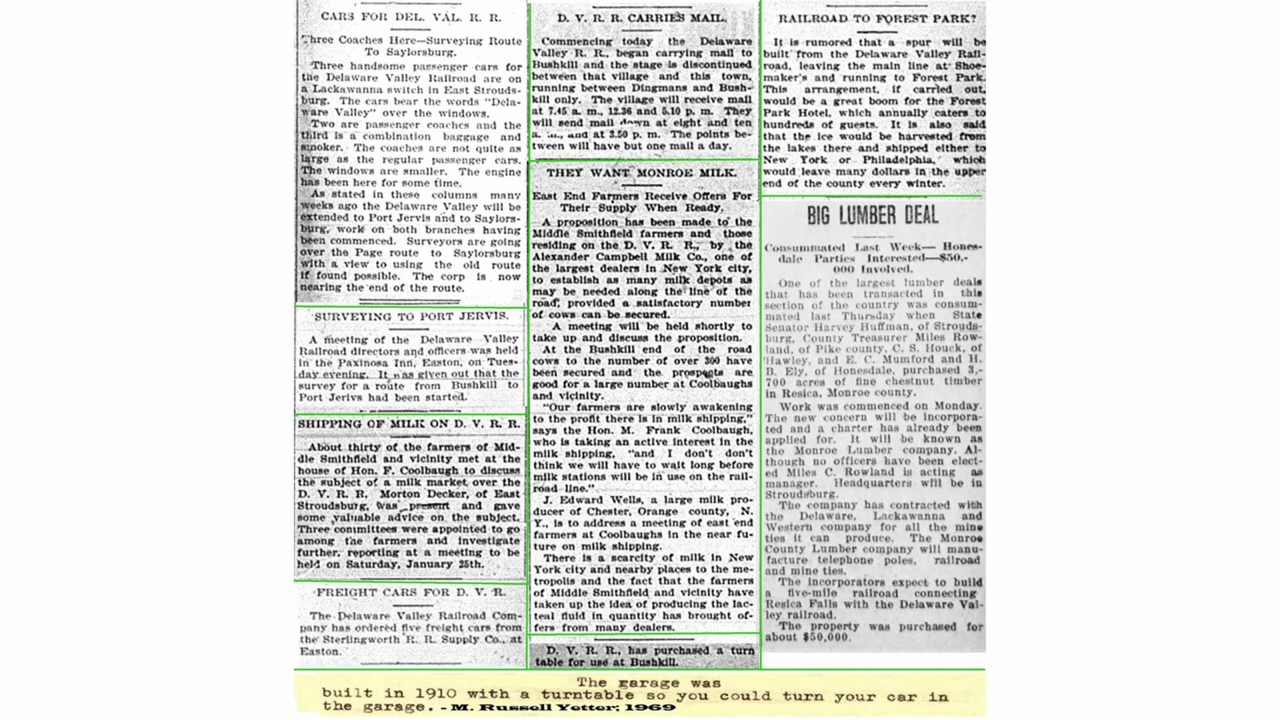 CARS FOR DEL. VAL. R. R.
Three Coaches Here—Surveying Route
To Saylorsburg.
Three handsome passenger cars for
the Delaware Valley Railroad are on
a Lackawanna switch in East Strouds-
burg. The cars bear the words "Dela-
ware Valley" over the windows.
Two are passenger coaches and the
third is a combination baggage and
smoker. The coaches are not quite as
large as the regular passenger cars.
The windows are smaller. The engine
has been here for some time.
As stated in these columns many
weeks ago the Delaware Valley will be
extended to Port Jervis and to Saylors-
burg, work on both branches having
been commenced. Surveyors are going
over the Page route to Saylorsburg
with a view to using the old route
if found possible. The corp is now
nearing the end of the route.
SURVEYING TO PORT JERVIS.
A meeting of the Delaware Valley
Railroad directors and officers was held
in the Paxinosa Inn, Easton, on Tues-
day evening. It was given out that the
survey for a route from Bushkill to
Port Jerivs had been started.
SHIPPING OF MILK ON D. V. R. R.
About thirty of the farmers of Mid-
dle Smithfield and vicinity met at the
house of Hon. F. Coolbaugh to discuss
the subject of a milk market over the
D. V. R. R. Morton Decker, of East
Stroudsburg, was present and gave
some valuable advice on the subject.
Three committees were appointed to go
among the farmers and investigate
further, reporting at a meeting to be
held on Saturday, January 25th.
FREIGHT CARS FOR D. V. R.
The Delaware Valley Railroad Com-
pany has ordered five freight cars from
the Sterlingworth R. R. Supply Co., at
Easton.
D. V. R. R. CARRIES MAIL.
Commencing today the Delaware
Valley R. R., began carrying mail to
Bushkill and the stage is discontinued
between that village and this town,
running between Dingmans and Bush-
kill only. The village will receive mail
at 7.45 a. m., 12.36 and 5.10 p. m. They
will send mail down at eight and ten
a. m., and at 3.50 p. m. The points be-
tween will have but one mail a day.
THEY WANT MONROE MILK.
East End Farmers Receive Offers For
Their Supply When Ready.
A proposition has been made to the
Middle Smithfield farmers and those
residing on the D. V. R. R., by the
Alexander Campbell Milk Co., one of
the largest dealers in New York city,
to establish as many milk depots as
may be needed along the line of the
road, provided a satisfactory number
of cows can be secured.
A meeting will be held shortly to
take up and discuss the proposition.
At the Bushkill end of the road
cows to the number of over 300 have
been secured and the prospects are
good for a large number at Coolbaughs
and vicinity.
"Our farmers are slowly awakening
to the profit there is in milk shipping,"
says the Hon. M. Frank Coolbaugh,
who is taking an active interest in the
milk shipping, "and I don't don't
think we will have to wait long before
milk stations will be in use on the rail-
road line."
J. Edward Wells, a large milk pro-
ducer of Chester, Orange county, N.
Y., is to address a meeting of east end
farmers at Coolbaughs in the near fu-
ture on milk shipping.
There is a scarcity of milk in New
York city and nearby places to the me-
tropolis and the fact that the farmers
of Middle Smithfield and vicinity have
taken up the idea of producing the lac-
teal fluid in quantity has brought of-
fers from many dealers.
D. V. R. R., has purchased a turn
table for use at Bushkill.
RAILROAD TO FOREST PARK?
It is rumored that a spur will be
built from the Delaware Valley Rail-
road, leaving the main line at Shoe-
maker's and running to Forest Park.
This arrangement, if carried out,
would be a great boom for the Forest
Park Hotel, which annually caters to
hundreds of guests. It is also said
that the ice would be harvested from
the lakes there and shipped either to
New York or Philadelphia, which
would leave many dollars in the upper
end of the county every winter.
BIG LUMBER DEAL
Consummated Last Week— Hones-
dale Parties Interested—$50,-
000 Involved.
One of the largest lumber deals
that has been transacted in this
section of the country was consum-
mated last Thursday when State
Senator Harvey Huffman, of Strouds-
burg, County Treasurer Miles Row-
land, of Pike county, C. S. Houck, of
Hawley, and E. C. Mumford and H.
B. Ely, of Honesdale, purchased 3,-
700 acres of fine chestnut timber
in Resica, Monroe county.
Work was commenced on Monday.
The new concern will be incorpora-
ted and a charter has already been
applied for. It will be known as
the Monroe Lumber company. Al-
though no officers have been elect-
ed Miles C. Rowland is acting as
manager. Headquarters will be in
Stroudsburg.
The company has contracted with
the Delaware, Lackawanna and
Western company for all the mine
ties it can produce. The Monroe
County Lumber company will manu-
facture telephone poles, railroad
and mine ties.
The incorporators expect to build
a five-mile railroad connecting
Resica Falls with the Delaware Val-
ley railroad.
The property was purchased for
about $50,000.
The garage was
built in 1910 with a turntable so you could turn your car in
the garage. - M. Russell Yetter; 1969